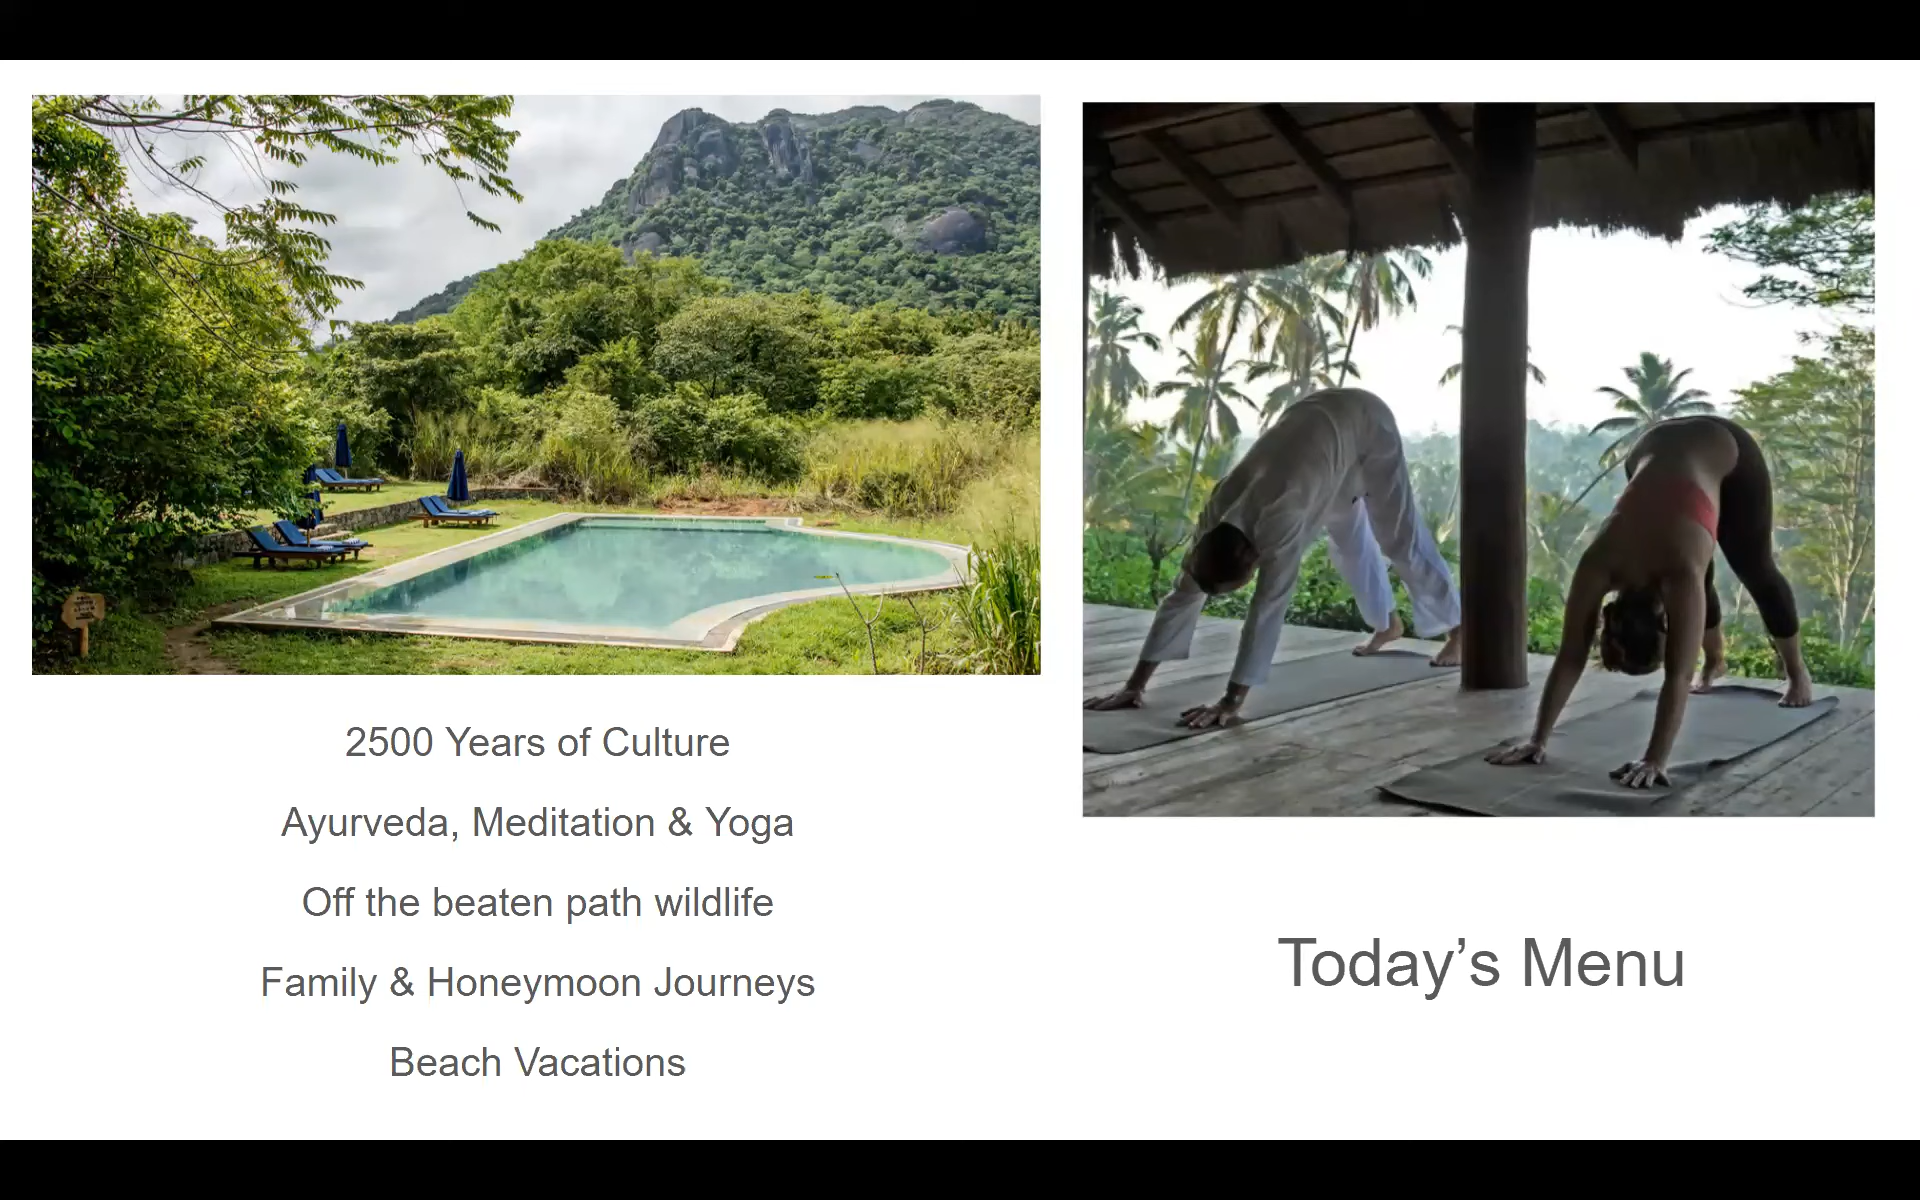 2500 Years of Culture
Ayurveda, Meditation & Yoga
Off the beaten path wildlife
Family & Honeymoon Journeys
Beach Vacations
Today’s Menu